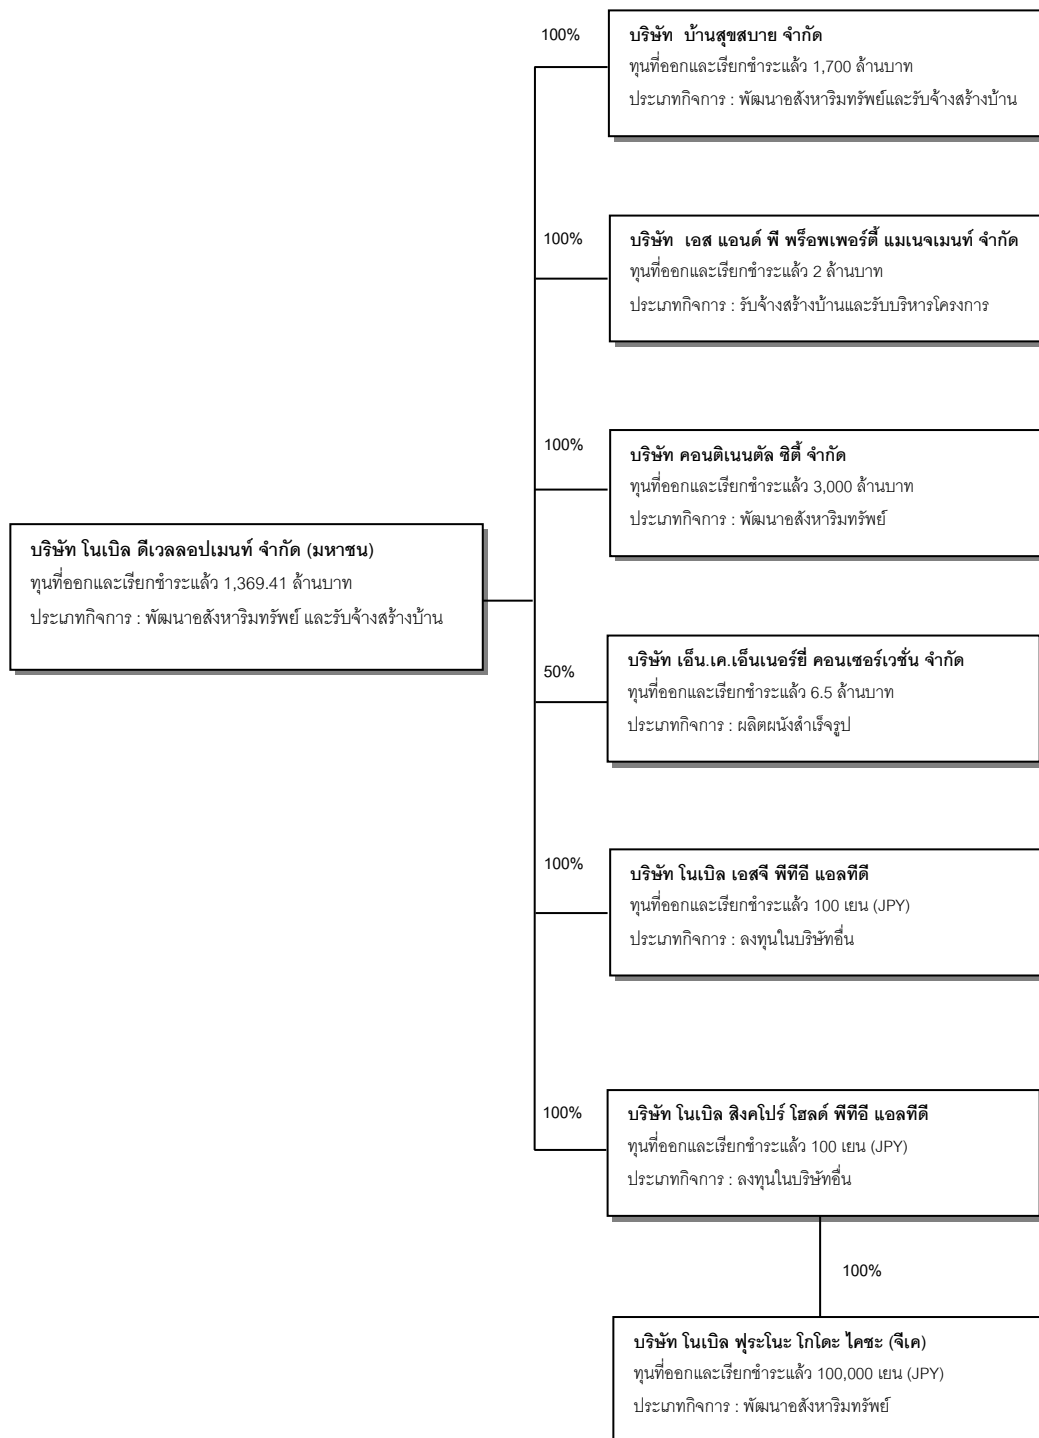 100%
บริษัท บ้านสุขสบาย จำกัด
ทุนที่ออกและเรียกชำระแล้ว 1,700 ล้านบาท
ประเภทกิจการ : พัฒนาอสังหาริมทรัพย์และรับจ้างสร้างบ้าน
100%
บริษัท เอส แอนด์ พี พร็อพเพอร์ตี้ แมเนจเมนท์ จำกัด
ทุนที่ออกและเรียกชำระแล้ว 2 ล้านบาท
ประเภทกิจการ : รับจ้างสร้างบ้านและรับบริหารโครงการ
100%
บริษัท คอนติเนนตัล ซิตี้ จำกัด
ทุนที่ออกและเรียกชำระแล้ว 3,000 ล้านบาท
ประเภทกิจการ : พัฒนาอสังหาริมทรัพย์
บริษัท โนเบิล ดีเวลลอปเมนท์ จำกัด (มหาชน)
ทุนที่ออกและเรียกชำระแล้ว 1,369.41 ล้านบาท
ประเภทกิจการ : พัฒนาอสังหาริมทรัพย์ และรับจ้างสร้างบ้าน
50%
บริษัท เอ็น.เค.เอ็นเนอร์ยี่ คอนเซอร์เวชั่น จำกัด
ทุนที่ออกและเรียกชำระแล้ว 6.5 ล้านบาท
ประเภทกิจการ : ผลิตผนังสำเร็จรูป
100%
บริษัท โนเบิล เอสจี พีทีอี แอลทีดี
ทุนที่ออกและเรียกชำระแล้ว 100 เยน (JPY)
ประเภทกิจการ : ลงทุนในบริษัทอื่น
100%
บริษัท โนเบิล สิงคโปร์ โฮลด์ พีทีอี แอลทีดี
ทุนที่ออกและเรียกชำระแล้ว 100 เยน (JPY)
ประเภทกิจการ : ลงทุนในบริษัทอื่น
100%
บริษัท โนเบิล ฟุระโนะ โกโดะ ไคชะ (จีเค)
ทุนที่ออกและเรียกชำระแล้ว 100,000 เยน (JPY)
ประเภทกิจการ : พัฒนาอสังหาริมทรัพย์